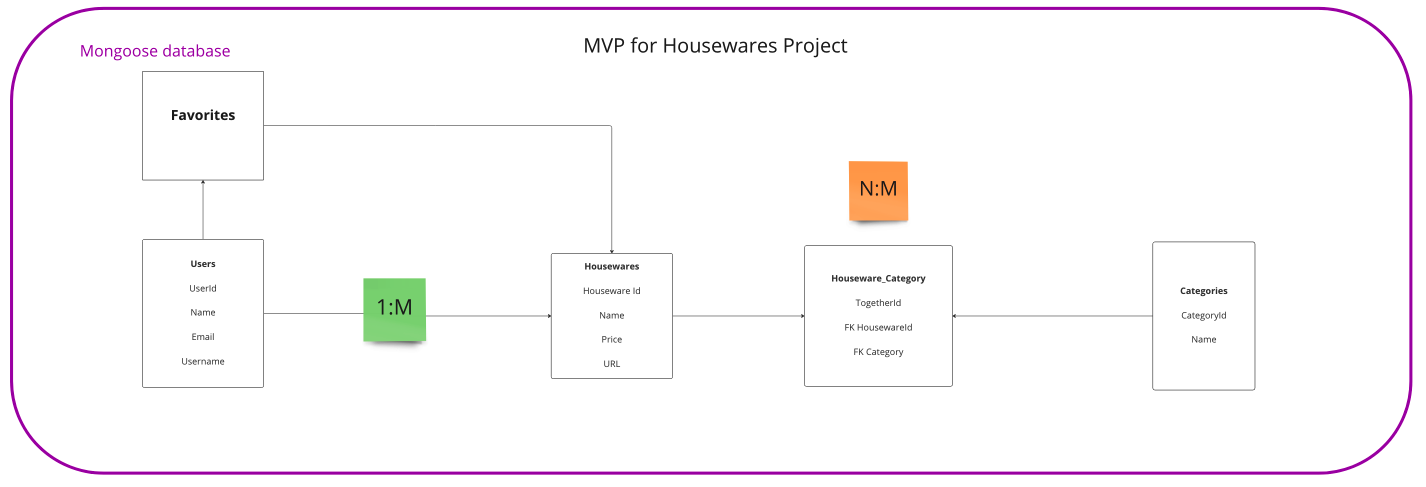 MVP for Housewares Project
Mongoose database
Favorites
Users
UserId
Name
Email
Username
1:M
Housewares
Houseware Id
Name
Price
URL
N:M
Houseware_Category
TogetherId
FK HousewareId
FK Category
Categories
CategoryId
Name